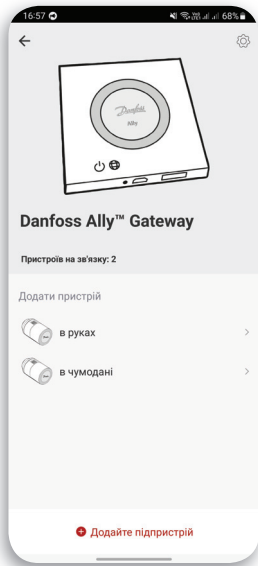 16:57
68%
Danfoss
Ally
Danfoss Ally™ Gateway
Пристроїв на зв'язку: 2
Додати пристрій
в руках
в чумодані
Додайте підпристрій